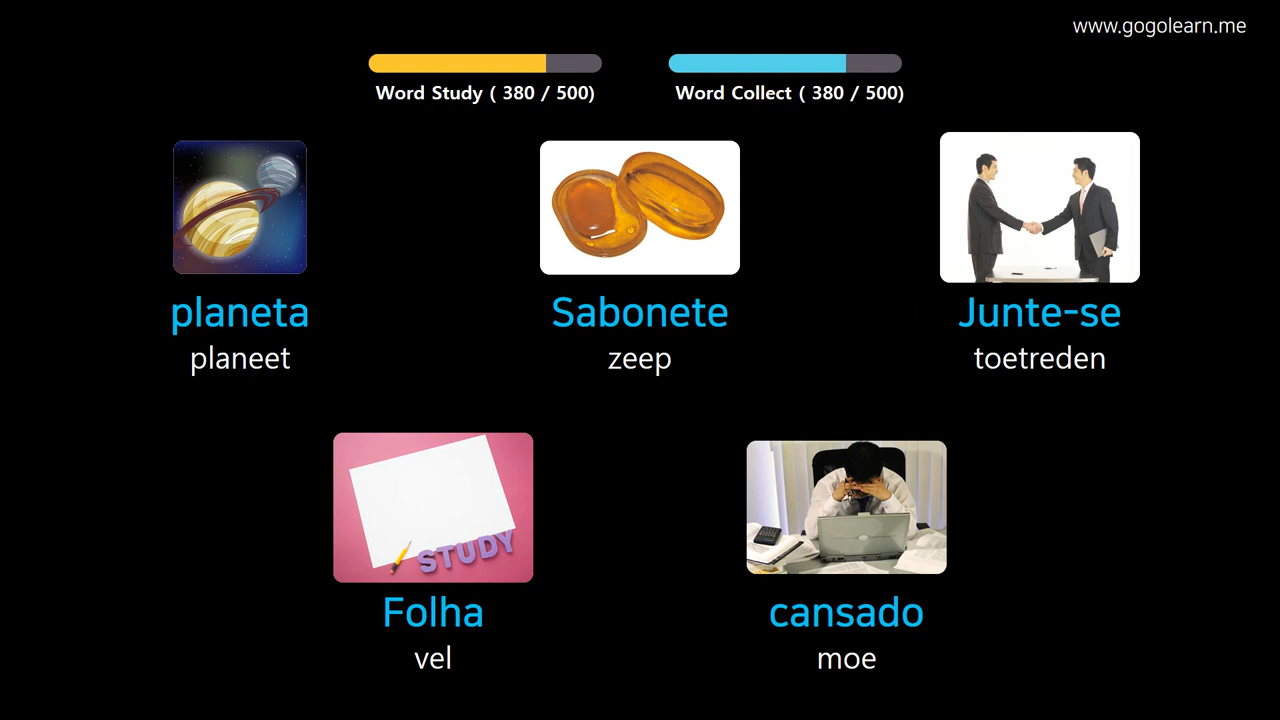 www.gogolearn.me
Word Study ( 380 / 500)
Word Collect ( 380 / 500)
planeta
planeet
Sabonete
zeep
Junte-se
toetreden
STUDY
Folha
vel
cansado
moe